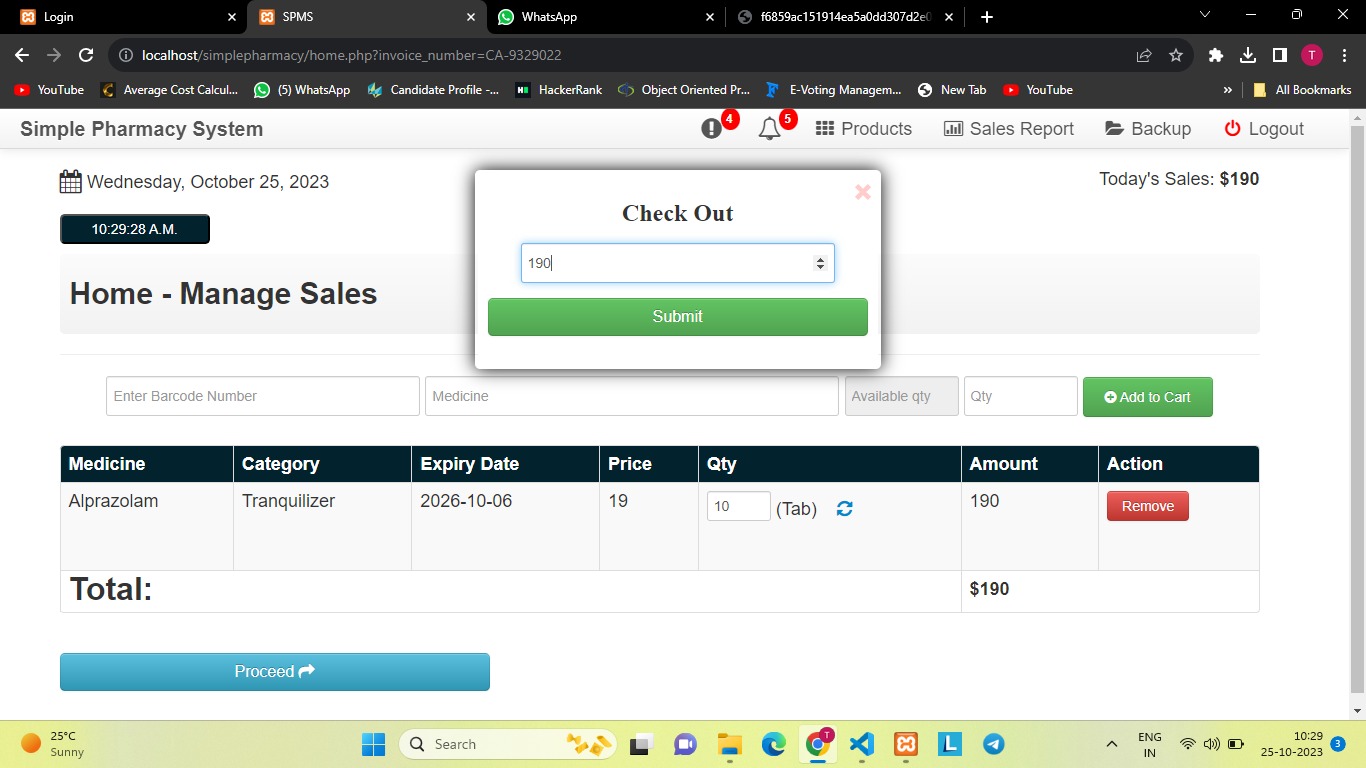 Login
SPMS
WhatsApp
f6859ac151914ea5a0dd307d2e0
localhost/simplepharmacy/home.php?invoice_number=CA-9329022
T
YouTube
Average Cost Calcul...
(5) WhatsApp
Candidate Profile -...
HackerRank
Object Oriented Pr...
E-Voting Managem...
New Tab
YouTube
»
All Bookmarks
Simple Pharmacy System
4
5
Products
Sales Report
Backup
Logout
Wednesday, October 25, 2023
Today's Sales: $190
10:29:28 A.M.
Check Out
190
Submit
Home - Manage Sales
Enter Barcode Number
Medicine
Available qty
Qty
Add to Cart
Medicine Category Expiry Date Price Qty Amount Action
Alprazolam Tranquilizer 2026-10-06 19 10 (Tab) 190 Remove
Total: $190
Proceed
25°C
Sunny
Search
T
L
ENG
IN
10:29
25-10-2023
3